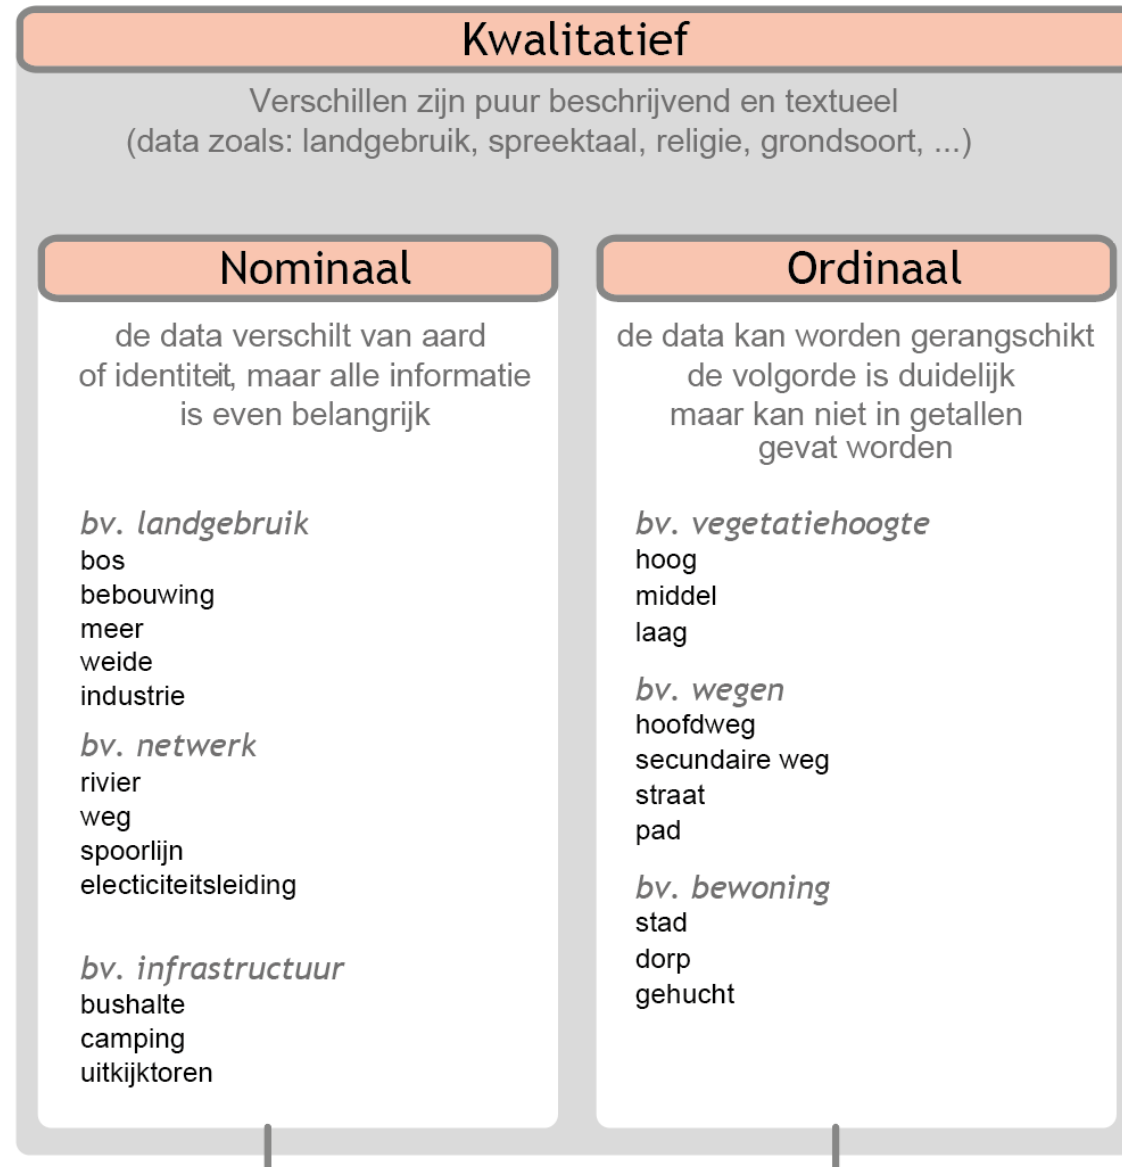 Kwalitatief
Verschillen zijn puur beschrijvend en textueel
(data zoals: landgebruik, spreektaal, religie, grondsoort, ...)
Nominaal
de data verschilt van aard
of identiteit, maar alle informatie
is even belangrijk
bv. landgebruik
bos
bebouwing
meer
weide
industrie
bv. netwerk
rivier
weg
spoorlijn
electiciteitsleiding
bv. infrastructuur
bushalte
camping
uitkijktoren
Ordinaal
de data kan worden gerangschikt
de volgorde is duidelijk
maar kan niet in getallen
gevat worden
bv. vegetatiehoogte
hoog
middel
laag
bv. wegen
hoofdweg
secundaire weg
straat
pad
bv. bewoning
stad
dorp
gehucht